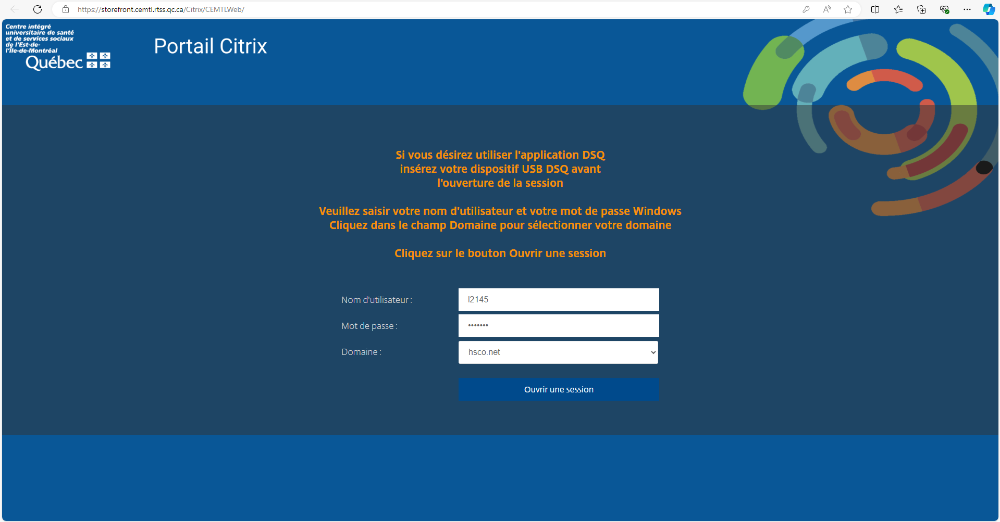 https://storefront.cemtl.rtss.qc.ca/Citrix/CEMTLWeb/
Centre intégré
universitaire de santé
et de services sociaux
de l'Est-de-
l'Île-de-Montréal
Québec
Portail Citrix
Si vous désirez utiliser l'application DSQ
insérez votre dispositif USB DSQ avant
l'ouverture de la session
Veuillez saisir votre nom d'utilisateur et votre mot de passe Windows
Cliquez dans le champ Domaine pour sélectionner votre domaine
Cliquez sur le bouton Ouvrir une session
Nom d'utilisateur :
l2145
Mot de passe :
•••••••
Domaine :
hsco.net
Ouvrir une session